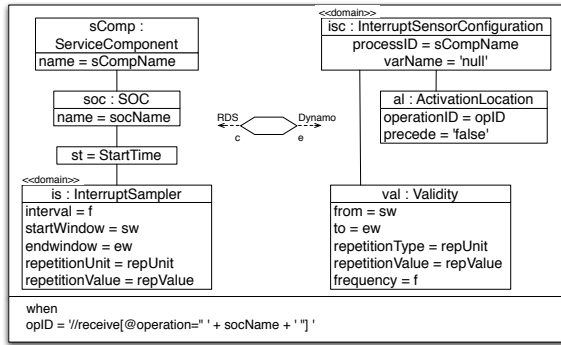 sComp :
ServiceComponent
name = sCompName
soc : SOC
name = socName
st = StartTime
<<domain>>
is : InterruptSampler
interval = f
startWindow = sw
endwindow = ew
repetitionUnit = repUnit
repetitionValue = repValue
RDS
Dynamo
c
e
<<domain>>
isc : InterruptSensorConfiguration
processID = sCompName
varName = 'null'
al : ActivationLocation
operationID = opID
precede = 'false'
val : Validity
from = sw
to = ew
repetitionType = repUnit
repetitionValue = repValue
frequency = f
when
opID = '//receive[@operation=" ' + socName + ' "] '